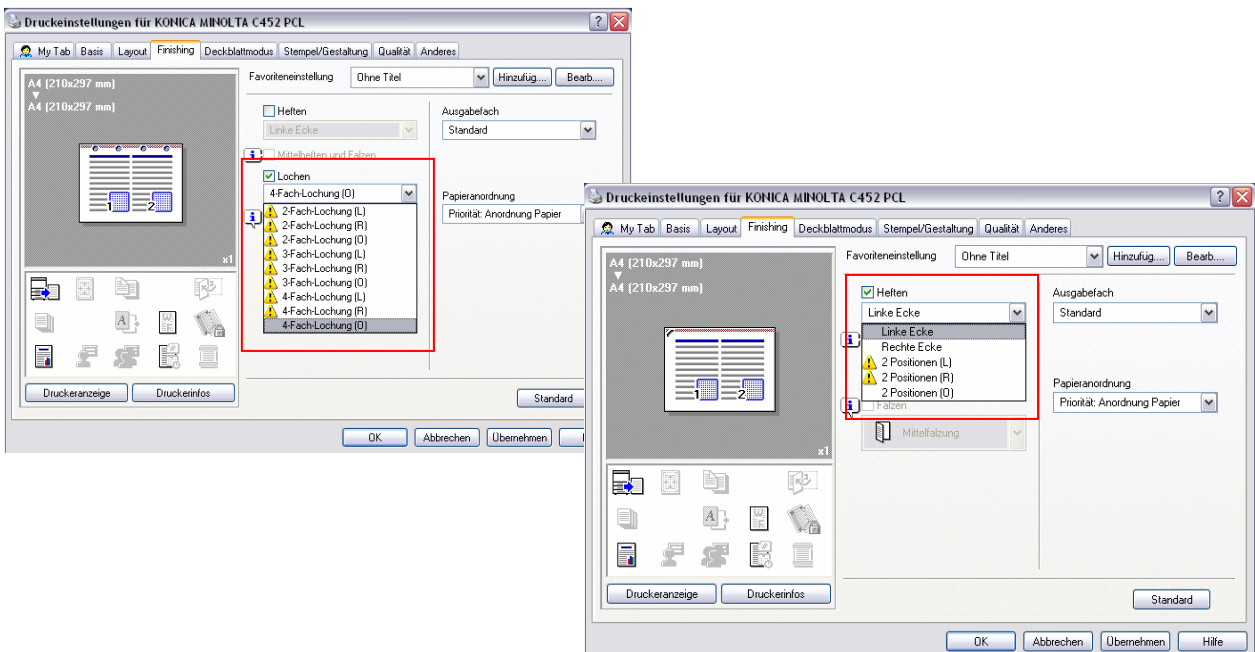 Druckeinstellungen für KONICA MINOLTA C452 PCL
My Tab Basis Layout Finishing Deckblattmodus Stempel/Gestaltung Qualität Anderes
A4 (210x297 mm)
A4 (210x297 mm)
Favoriteneinstellung Ohne Titel Hinzufüg.... Bearb....
Heften
Linke Ecke
Mittelheften und Falzen
Lochen
4-Fach-Lochung (O)
2-Fach-Lochung (L)
2-Fach-Lochung (R)
2-Fach-Lochung (O)
3-Fach-Lochung (L)
3-Fach-Lochung (R)
3-Fach-Lochung (O)
4-Fach-Lochung (L)
4-Fach-Lochung (R)
4-Fach-Lochung (O)
Ausgabefach
Standard
Papieranordnung
Priorität: Anordnung Papier
1 2
x1
Druckeranzeige Druckerinfos
Standard
OK Abbrechen Übernehmen
Druckeinstellungen für KONICA MINOLTA C452 PCL
My Tab Basis Layout Finishing Deckblattmodus Stempel/Gestaltung Qualität Anderes
A4 (210x297 mm)
A4 (210x297 mm)
Favoriteneinstellung Ohne Titel Hinzufüg.... Bearb....
Heften
Linke Ecke
Linke Ecke
Rechte Ecke
2 Positionen (L)
2 Positionen (R)
2 Positionen (O)
Falzen
Mittelfalzung
Ausgabefach
Standard
Papieranordnung
Priorität: Anordnung Papier
1 2
x1
Druckeranzeige Druckerinfos
Standard
OK Abbrechen Übernehmen Hilfe